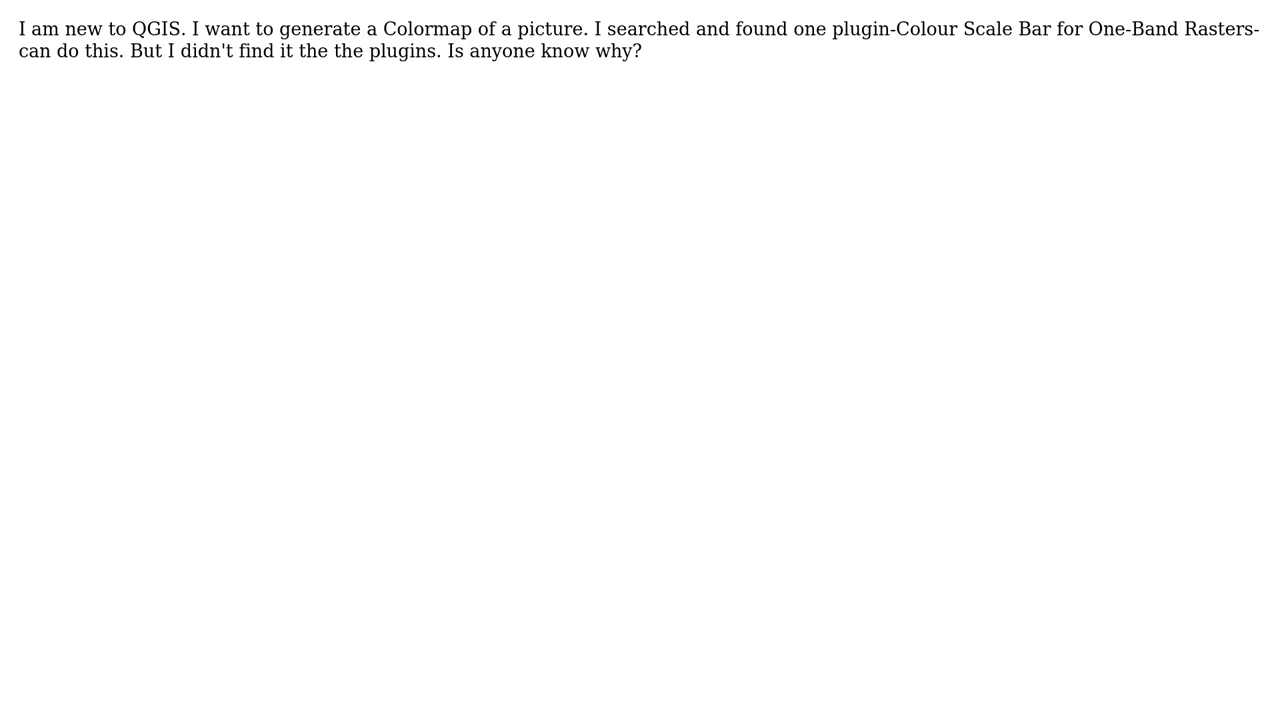 I am new to QGIS. I want to generate a Colormap of a picture. I searched and found one plugin-Colour Scale Bar for One-Band Rasters-
can do this. But I didn't find it the the plugins. Is anyone know why?